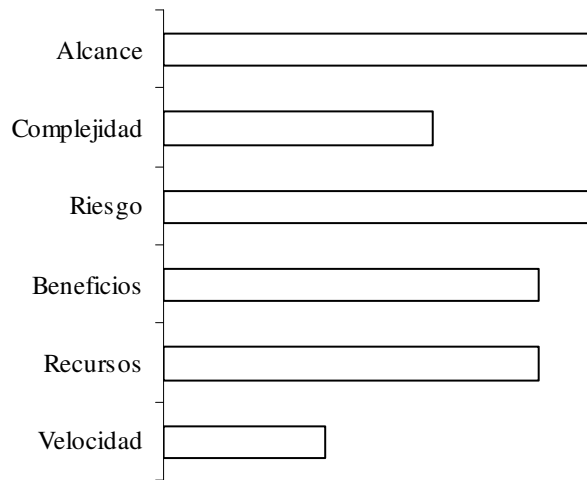 Alcance
Complejidad
Riesgo
Beneficios
Recursos
Velocidad